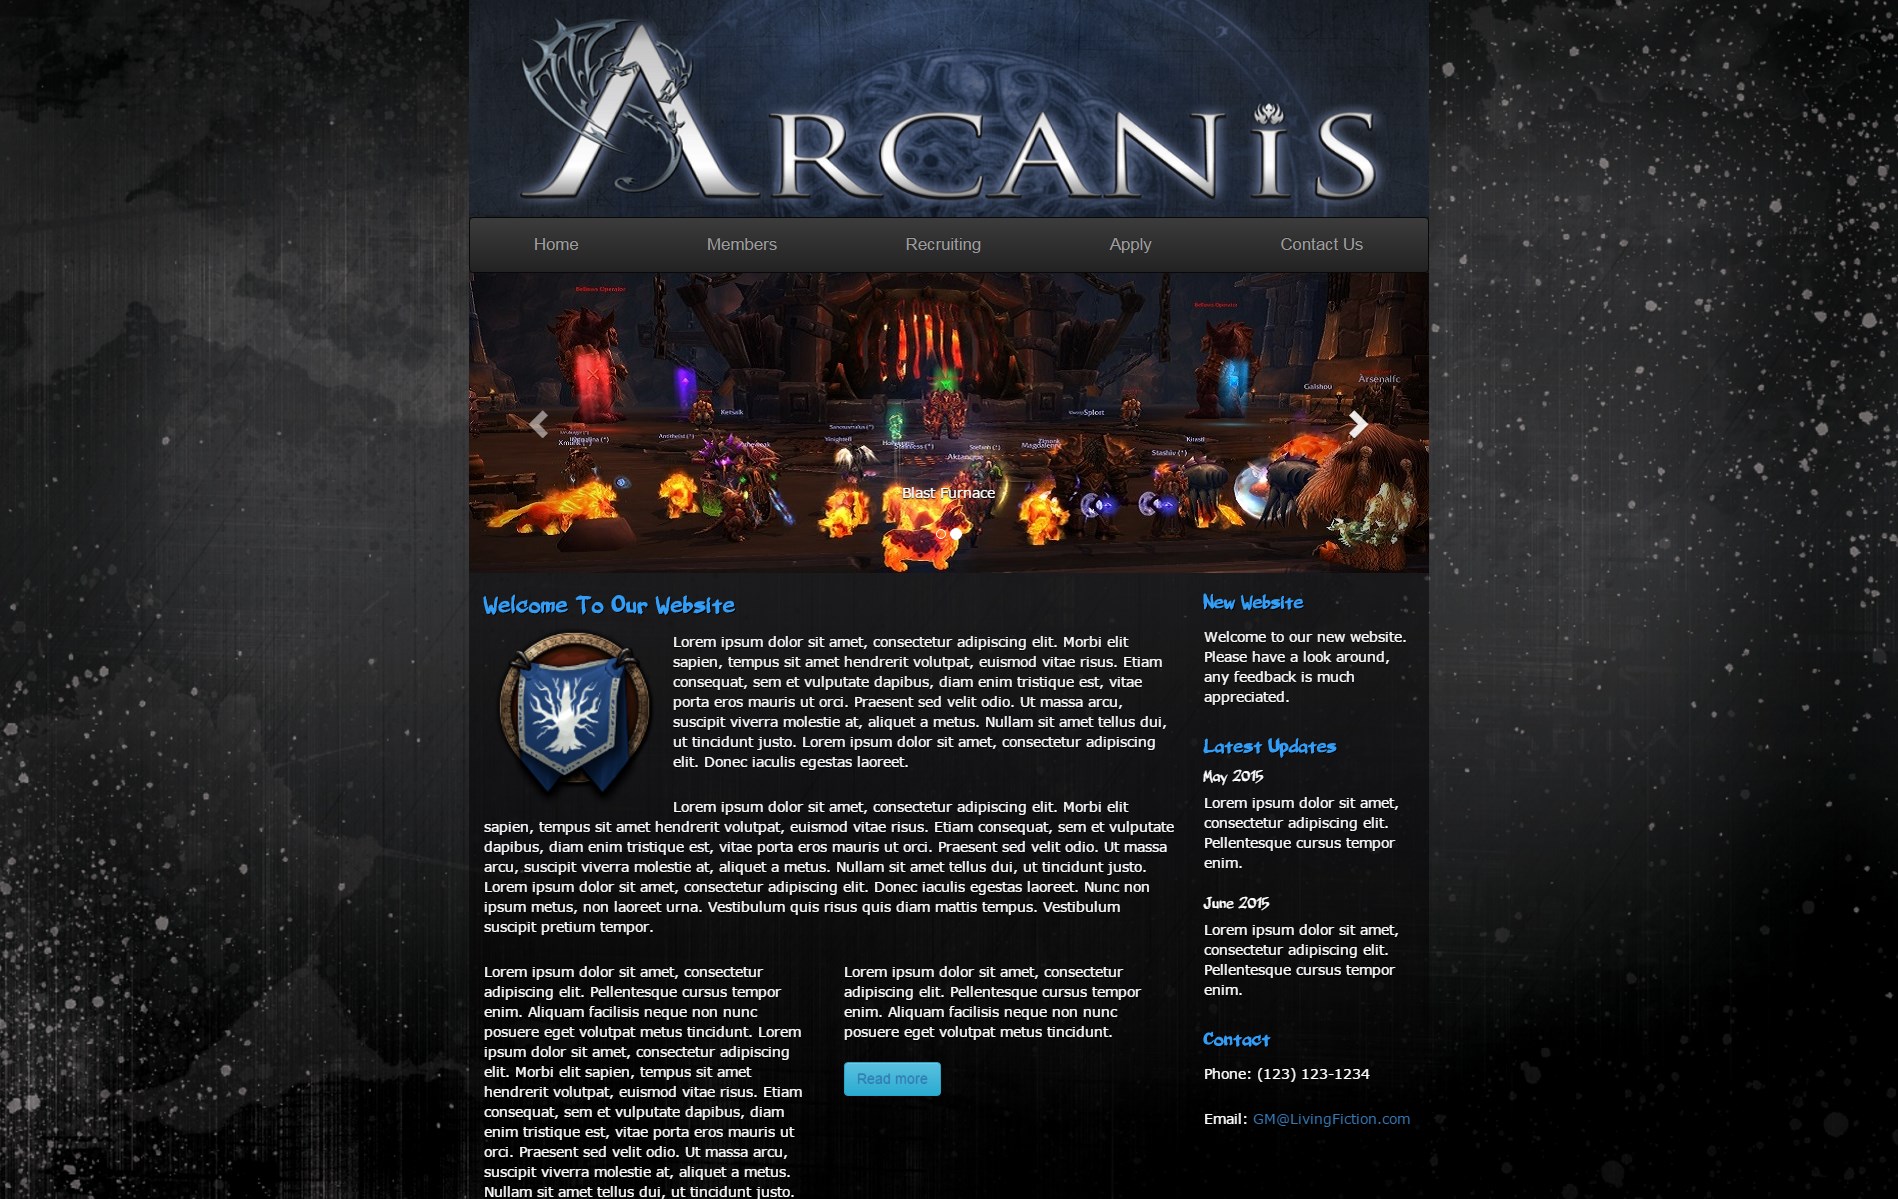 ARCANIS
Home Members Recruiting Apply Contact Us
Bellows Operator
Bellows Operator
Galshou
Arsenalfc
Ketsalk
Splort
Kitasil
Stashiv (*)
Aktanque
Magdalenne
Blast Furnace
Welcome To Our Website
Lorem ipsum dolor sit amet, consectetur adipiscing elit. Morbi elit
sapien, tempus sit amet hendrerit volutpat, euismod vitae risus. Etiam
consequat, sem et vulputate dapibus, diam enim tristique est, vitae
porta eros mauris ut orci. Praesent sed velit odio. Ut massa arcu,
suscipit viverra molestie at, aliquet a metus. Nullam sit amet tellus dui,
ut tincidunt justo. Lorem ipsum dolor sit amet, consectetur adipiscing
elit. Donec iaculis egestas laoreet.
Lorem ipsum dolor sit amet, consectetur adipiscing elit. Morbi elit
sapien, tempus sit amet hendrerit volutpat, euismod vitae risus. Etiam consequat, sem et vulputate
dapibus, diam enim tristique est, vitae porta eros mauris ut orci. Praesent sed velit odio. Ut massa
arcu, suscipit viverra molestie at, aliquet a metus. Nullam sit amet tellus dui, ut tincidunt justo.
Lorem ipsum dolor sit amet, consectetur adipiscing elit. Donec iaculis egestas laoreet. Nunc non
ipsum metus, non laoreet urna. Vestibulum quis risus quis diam mattis tempus. Vestibulum
suscipit pretium tempor.
Lorem ipsum dolor sit amet, consectetur
adipiscing elit. Pellentesque cursus tempor
enim. Aliquam facilisis neque non nunc
posuere eget volutpat metus tincidunt. Lorem
ipsum dolor sit amet, consectetur adipiscing
elit. Morbi elit sapien, tempus sit amet
hendrerit volutpat, euismod vitae risus. Etiam
consequat, sem et vulputate dapibus, diam
enim tristique est, vitae porta eros mauris ut
orci. Praesent sed velit odio. Ut massa arcu,
suscipit viverra molestie at, aliquet a metus.
Nullam sit amet tellus dui, ut tincidunt justo.
Lorem ipsum dolor sit amet, consectetur
adipiscing elit. Pellentesque cursus tempor
enim. Aliquam facilisis neque non nunc
posuere eget volutpat metus tincidunt.
Read more
New Website
Welcome to our new website.
Please have a look around,
any feedback is much
appreciated.
Latest Updates
May 2015
Lorem ipsum dolor sit amet,
consectetur adipiscing elit.
Pellentesque cursus tempor
enim.
June 2015
Lorem ipsum dolor sit amet,
consectetur adipiscing elit.
Pellentesque cursus tempor
enim.
Contact
Phone: (123) 123-1234
Email: GM@LivingFiction.com